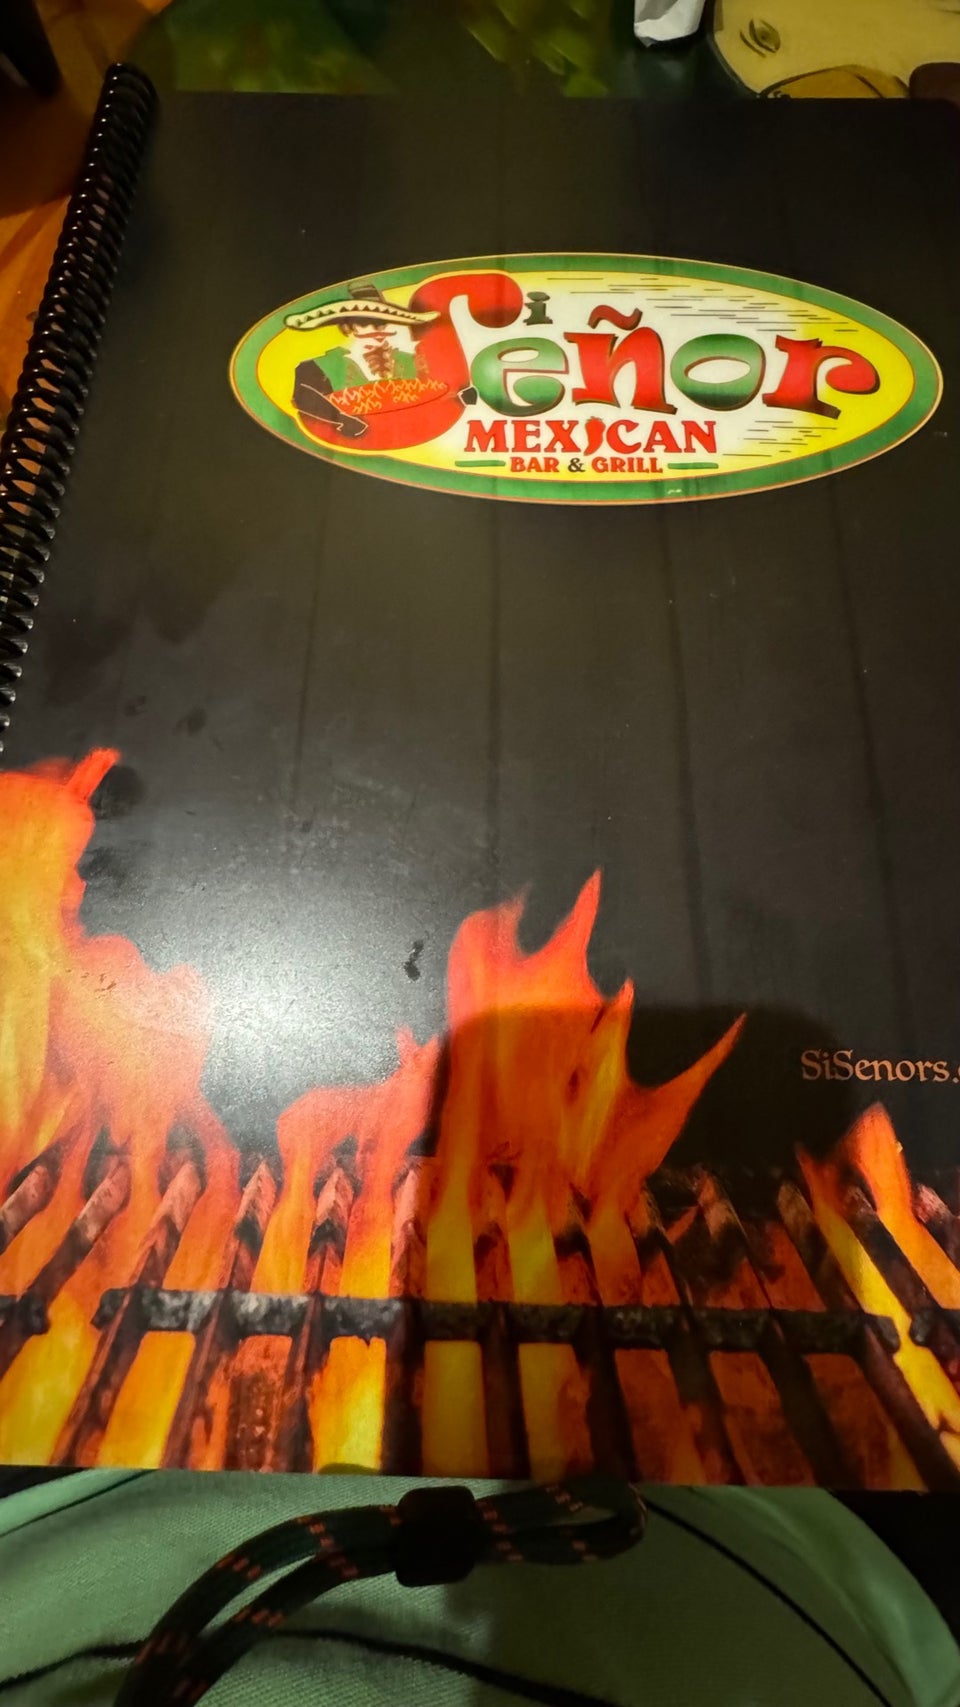 Si Señor
MEXICAN
BAR & GRILL
SiSenors.